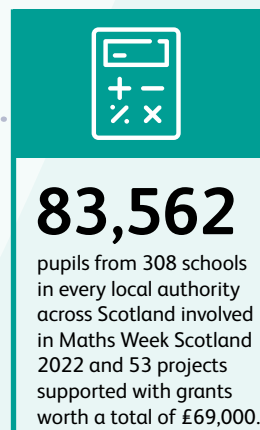 83,562
pupils from 308 schools
in every local authority
across Scotland involved
in Maths Week Scotland
2022 and 53 projects
supported with grants
worth a total of £69,000.